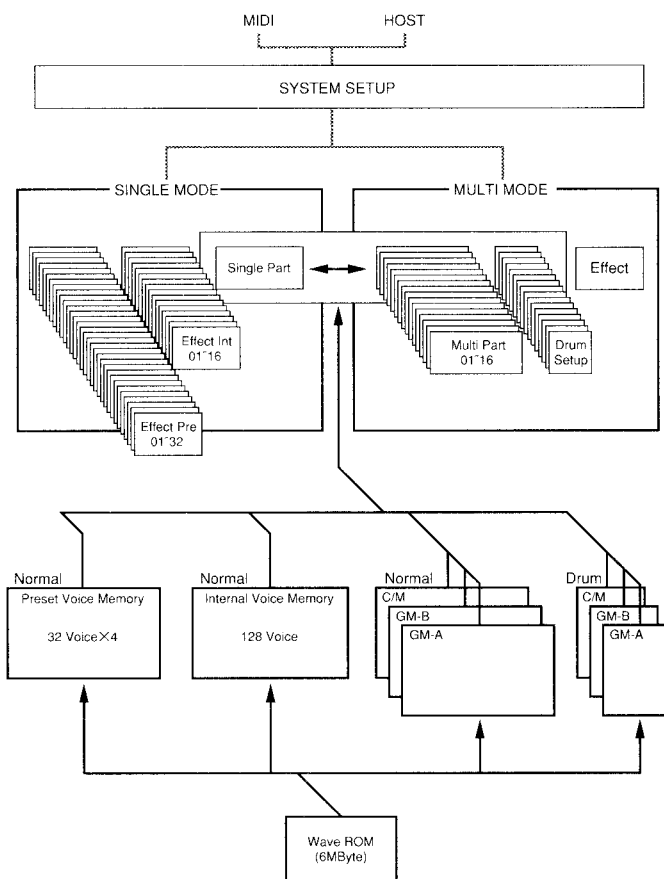 MIDI HOST
SYSTEM SETUP
SINGLE MODE
MULTI MODE
Single Part
Effect
Effect Int
01~16
Multi Part
01~16
Drum
Setup
Effect Pre
01~32
Normal
Preset Voice Memory
32 Voice×4
Normal
Internal Voice Memory
128 Voice
Normal
C/M
GM-B
GM-A
Drum
C/M
GM-B
GM-A
Wave ROM
(6MByte)